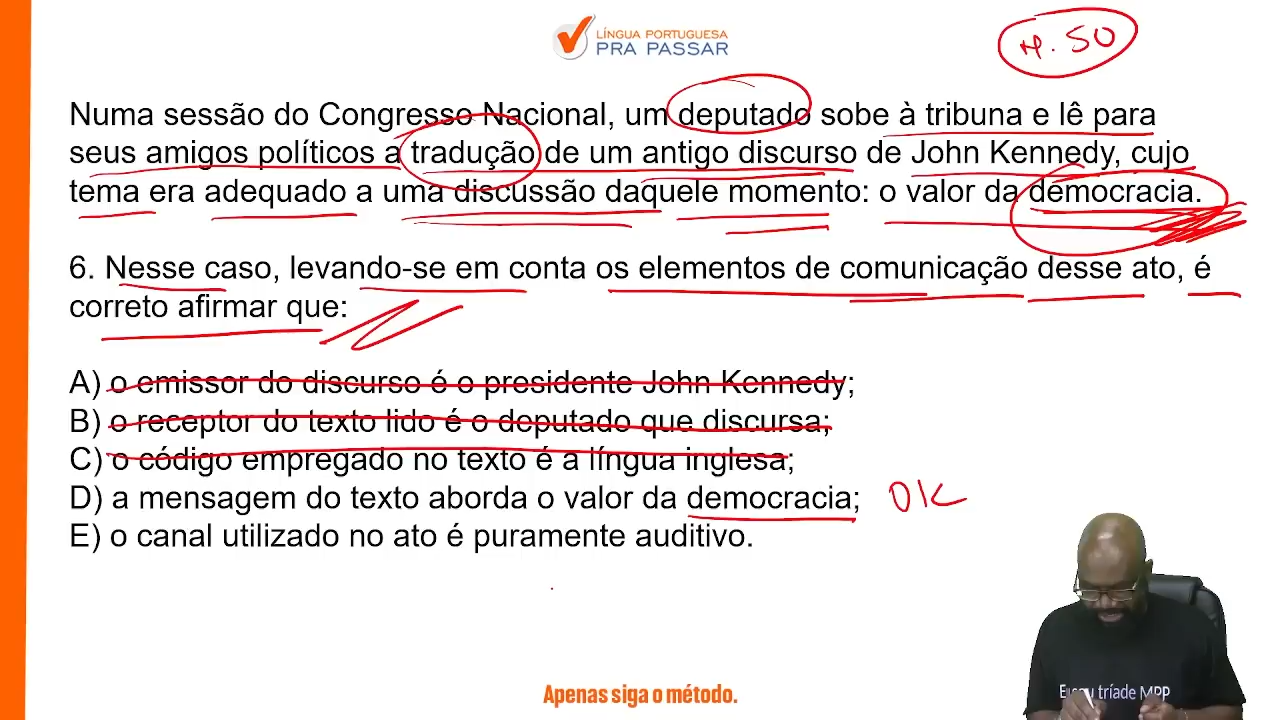 LÍNGUA PORTUGUESA
PRA PASSAR
p. 50
Numa sessão do Congresso Nacional, um deputado sobe à tribuna e lê para
seus amigos políticos a tradução de um antigo discurso de John Kennedy, cujo
tema era adequado a uma discussão daquele momento: o valor da democracia.
6. Nesse caso, levando-se em conta os elementos de comunicação desse ato, é
correto afirmar que:
A) o emissor do discurso é o presidente John Kennedy;
B) o receptor do texto lido é o deputado que discursa;
C) o código empregado no texto é a língua inglesa;
D) a mensagem do texto aborda o valor da democracia; OK
E) o canal utilizado no ato é puramente auditivo.
tríade MPP
Apenas siga o método.